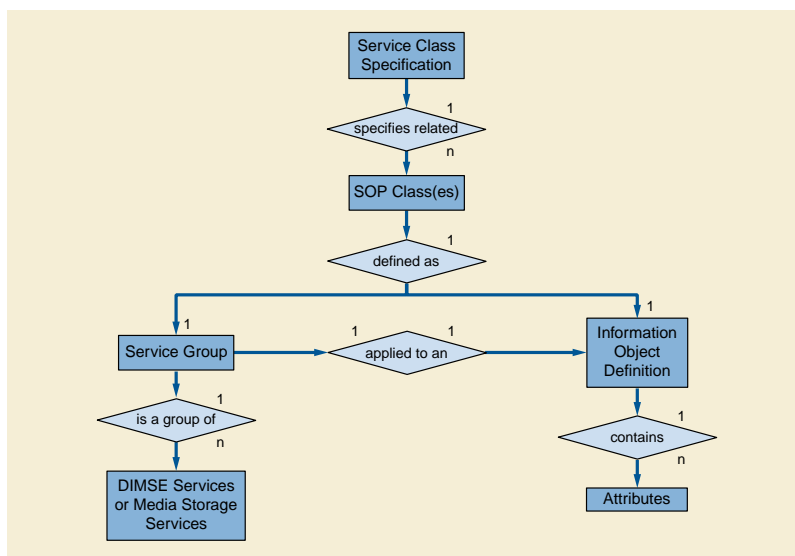 Service Class
Specification
1
specifies related
n
SOP Class(es)
1
defined as
1
1
Service Group
1
1
applied to an
Information
Object
Definition
1
is a group of
n
1
contains
n
DIMSE Services
or Media Storage
Services
Attributes